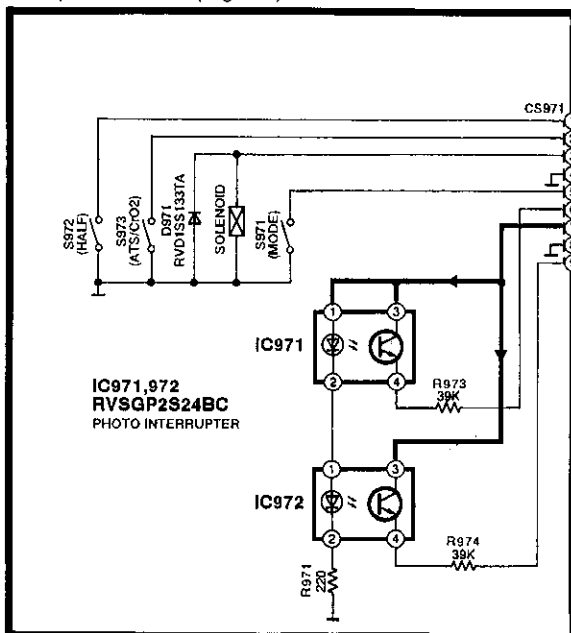 CS971
S972
(HALF)
S973
(ATS/CrO2)
D971
RVD1SS133TA
SOLENOID
S971
(MODE)
1
3
IC971
2
4
R973
39K
IC971,972
RVSGP2S24BC
PHOTO INTERRUPTER
1
3
IC972
2
4
R974
39K
R971
220